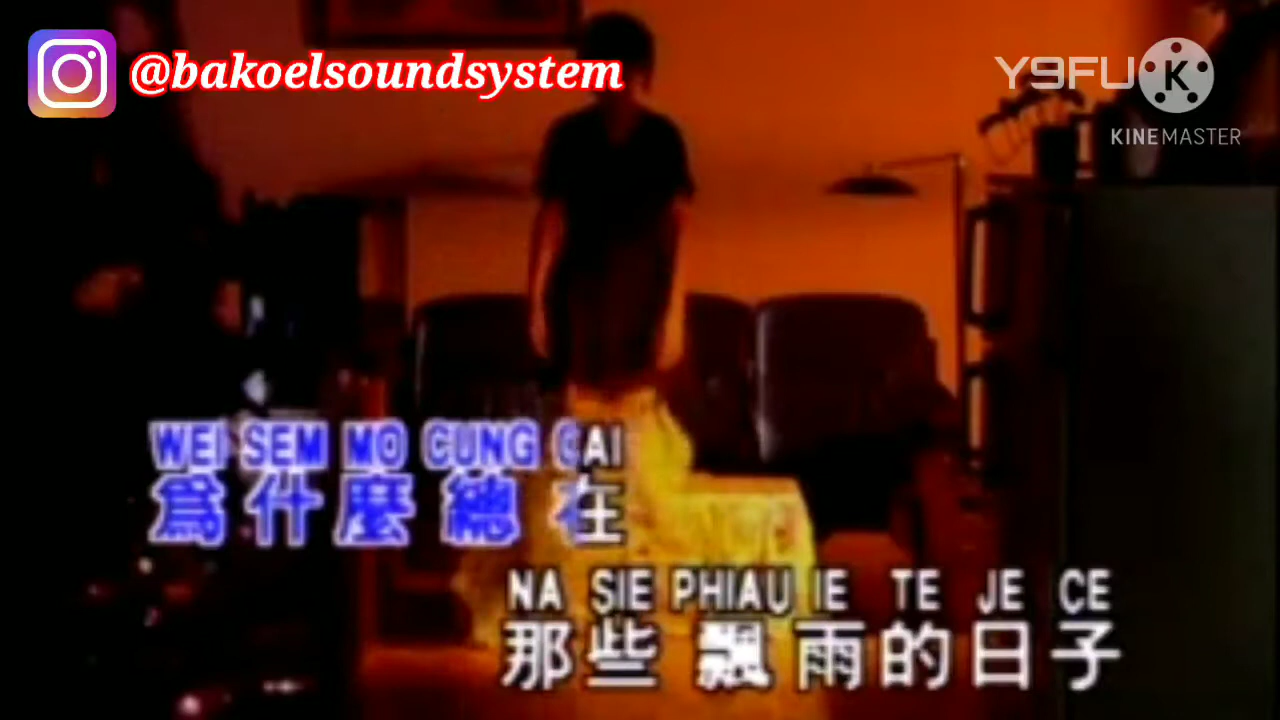 @bakoelsoundsystem
Y9FU
K
KINEMASTER
WEI SEM MO CUNG CAI
為什麼總在
NA SIE PHIAU IE TE JE CE
那些飄雨的日子